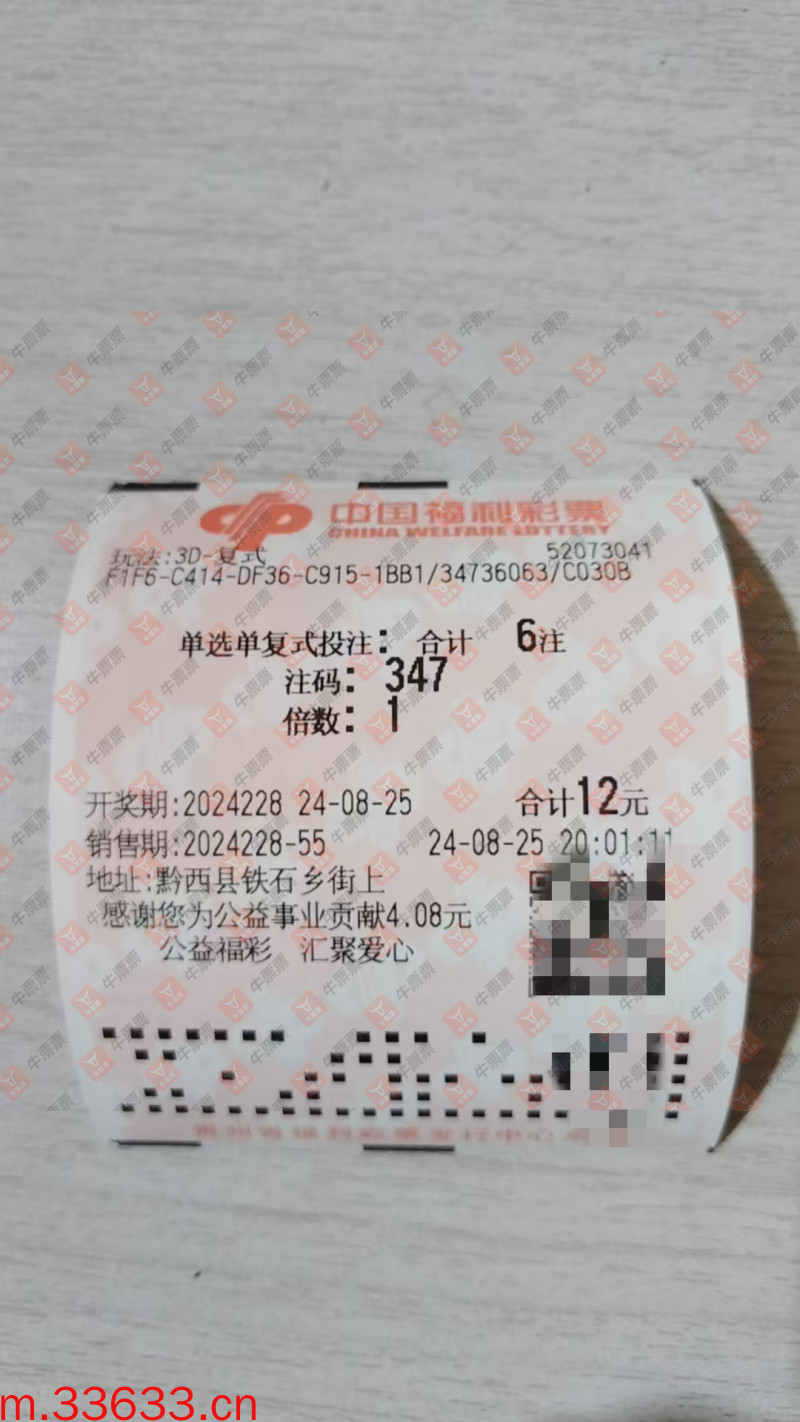 中国福利彩票
CHINA WELFARE LOTTERY
玩法:3D-复式 52073041
F1F6-C414-DF36-C915-1BB1/34736063/C030B
单选单复式投注: 合计 6注
注码: 347
倍数: 1
开奖期:2024228 24-08-25 合计12元
销售期:2024228-55 24-08-25 20:01:11
地址:黔西县铁石乡街上
感谢您为公益事业贡献4.08元
公益福彩 汇聚爱心
牛票票
m.33633.cn